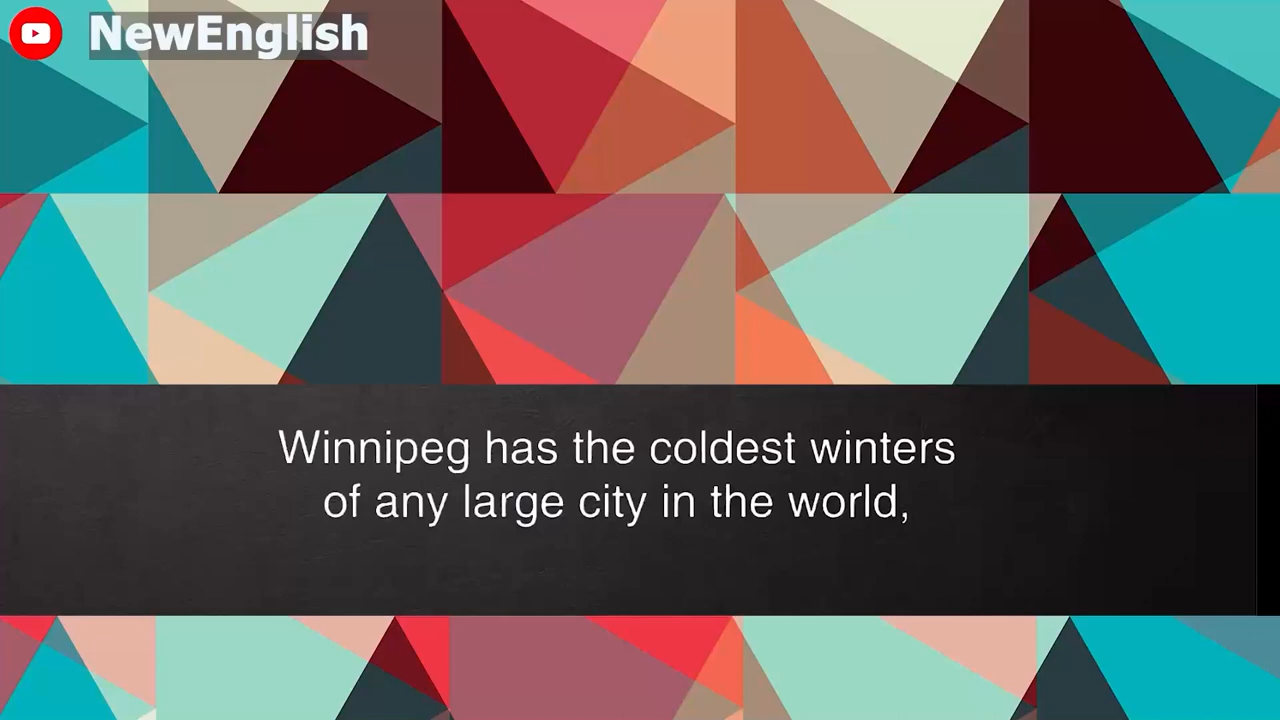 NewEnglish
Winnipeg has the coldest winters
of any large city in the world,